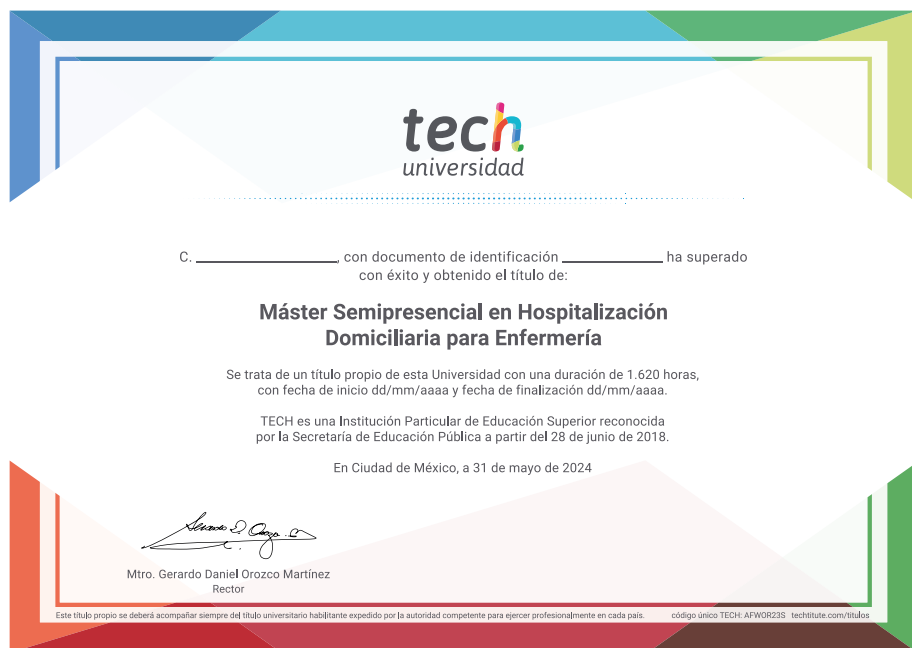 tech
universidad
C. ____________________, con documento de identificación ______________ ha superado
con éxito y obtenido el título de:
Máster Semipresencial en Hospitalización
Domiciliaria para Enfermería
Se trata de un título propio de esta Universidad con una duración de 1.620 horas,
con fecha de inicio dd/mm/aaaa y fecha de finalización dd/mm/aaaa.
TECH es una Institución Particular de Educación Superior reconocida
por la Secretaría de Educación Pública a partir del 28 de junio de 2018.
En Ciudad de México, a 31 de mayo de 2024
Mtro. Gerardo Daniel Orozco Martínez
Rector
Este título propio se deberá acompañar siempre del título universitario habilitante expedido por la autoridad competente para ejercer profesionalmente en cada país. código único TECH: AFWOR23S techtitute.com/titulos